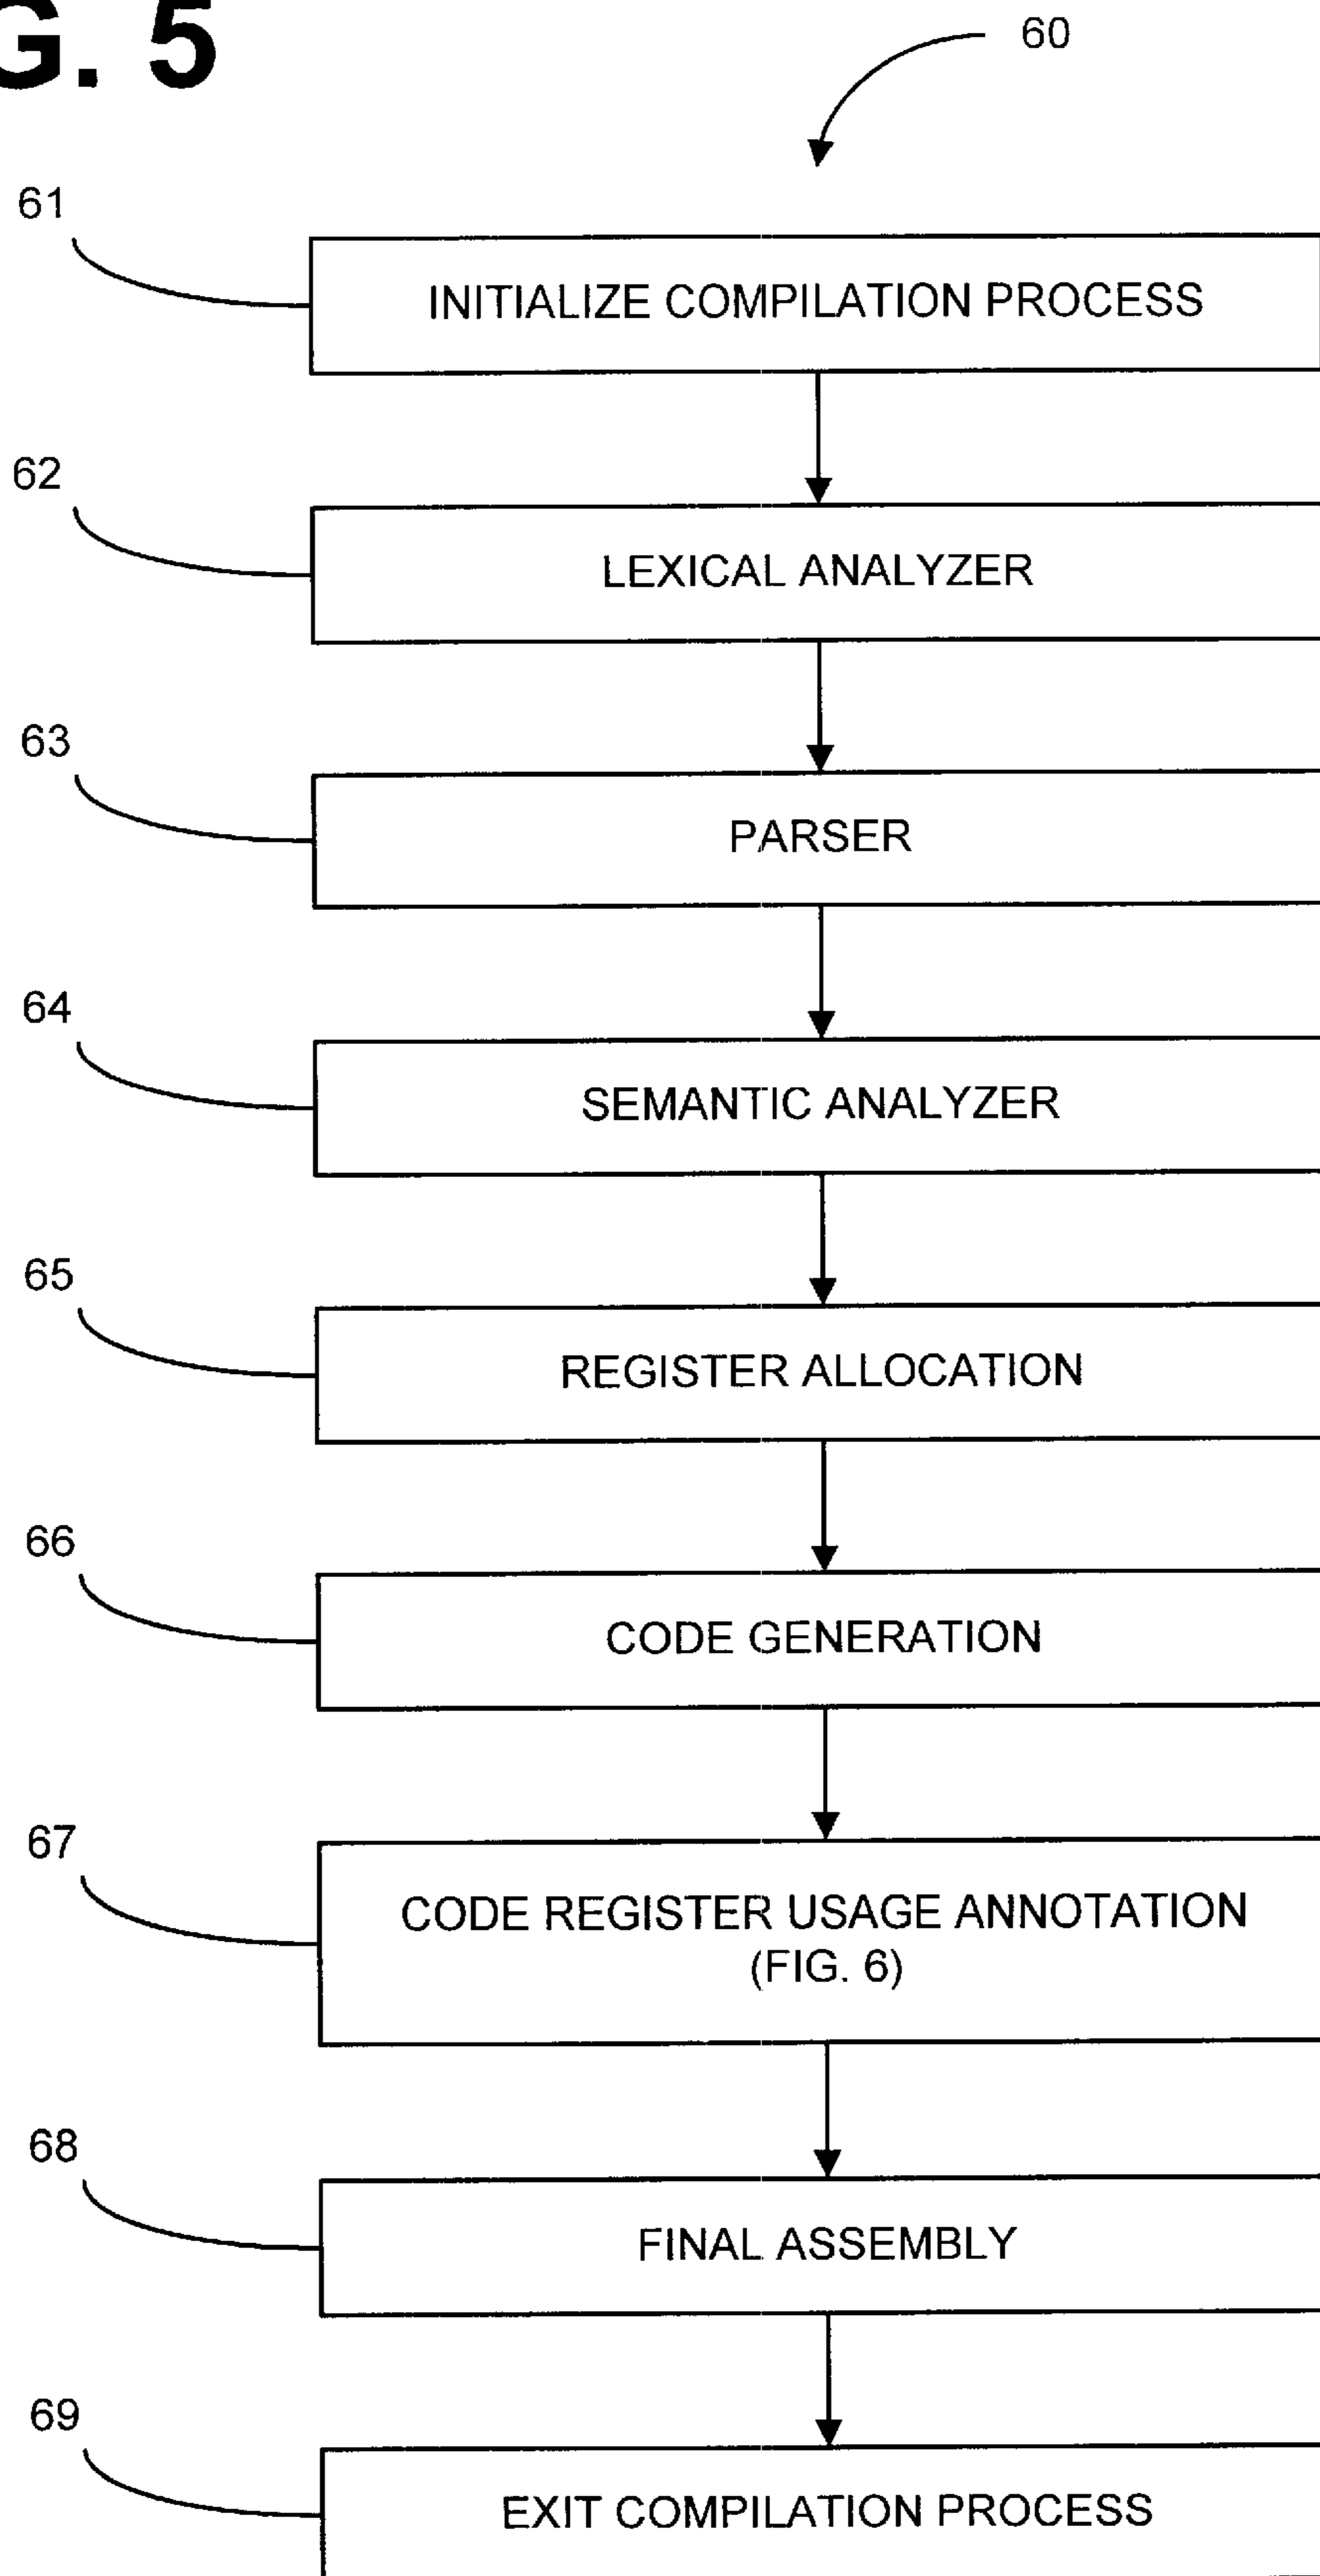 G. 5
60
61
INITIALIZE COMPILATION PROCESS
62
LEXICAL ANALYZER
63
PARSER
64
SEMANTIC ANALYZER
65
REGISTER ALLOCATION
66
CODE GENERATION
67
CODE REGISTER USAGE ANNOTATION
(FIG. 6)
68
FINAL ASSEMBLY
69
EXIT COMPILATION PROCESS